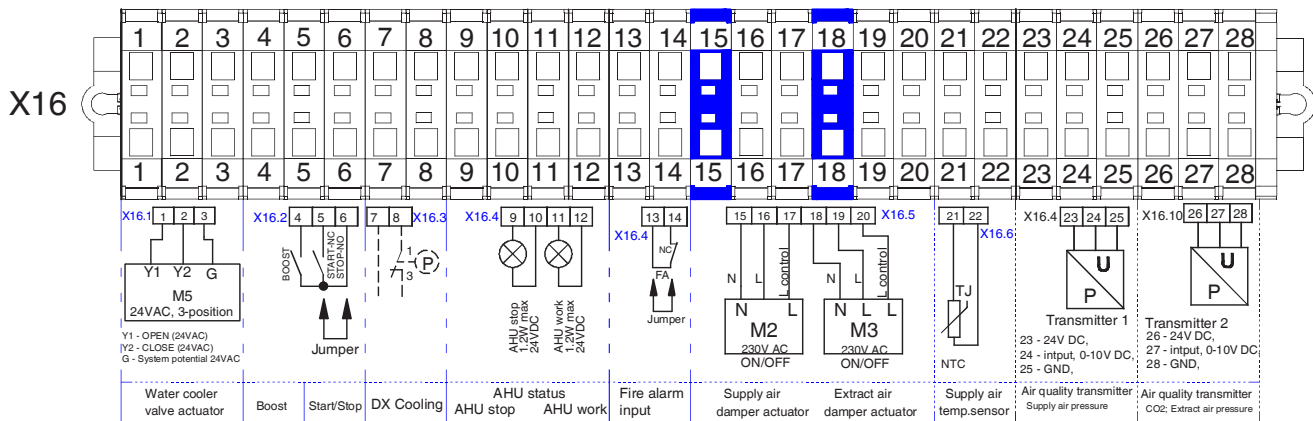 1 2 3 4 5 6 7 8 9 10 11 12 13 14 15 16 17 18 19 20 21 22 23 24 25 26 27 28
X16
1 2 3 4 5 6 7 8 9 10 11 12 13 14 15 16 17 18 19 20 21 22 23 24 25 26 27 28
X16.1 1 2 3
X16.2 4 5 6
7 8 X16.3
X16.4 9 10 11 12
13 14
X16.4
15 16 17 18 19 20 X16.5
21 22
X16.6
X16.4 23 24 25
X16.10 26 27 28
Y1 Y2 G
M5
24VAC, 3-position
Y1 - OPEN (24VAC)
Y2 - CLOSE (24VAC)
G - System potential 24VAC
BOOST
START-NC
STOP-NO
Jumper
1
P
3
AHU stop
1.2W max
24VDC
AHU work
1.2W max
24VDC
NC
FA
Jumper
N L L control
N L
M2
230V AC
ON/OFF
N L L control
N L
M3
230V AC
ON/OFF
TJ
NTC
U
P
Transmitter 1
23 - 24V DC,
24 - intput, 0-10V DC,
25 - GND,
U
P
Transmitter 2
26 - 24V DC,
27 - intput, 0-10V DC
28 - GND,
Water cooler
valve actuator
Boost
Start/Stop
DX Cooling
AHU status
AHU stop AHU work
Fire alarm
input
Supply air
damper actuator
Extract air
damper actuator
Supply air
temp.sensor
Air quality transmitter
Supply air pressure
Air quality transmitter
CO2; Extract air pressure